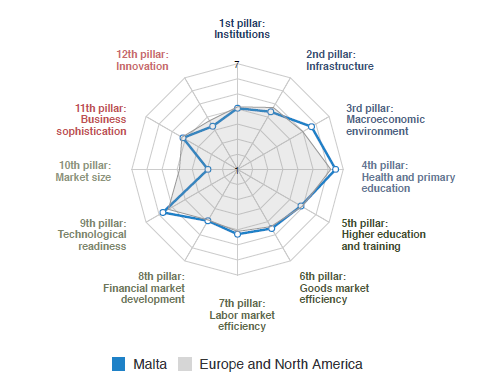 1st pillar:
Institutions
2nd pillar:
Infrastructure
3rd pillar:
Macroeconomic
environment
4th pillar:
Health and primary
education
5th pillar:
Higher education
and training
6th pillar:
Goods market
efficiency
7th pillar:
Labor market
efficiency
8th pillar:
Financial market
development
9th pillar:
Technological
readiness
10th pillar:
Market size
11th pillar:
Business
sophistication
12th pillar:
Innovation
7
1
Malta
Europe and North America